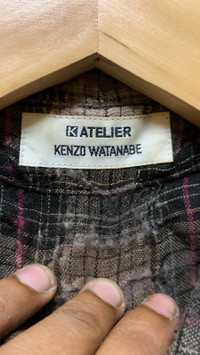 K ATELIER
KENZO WATANABE